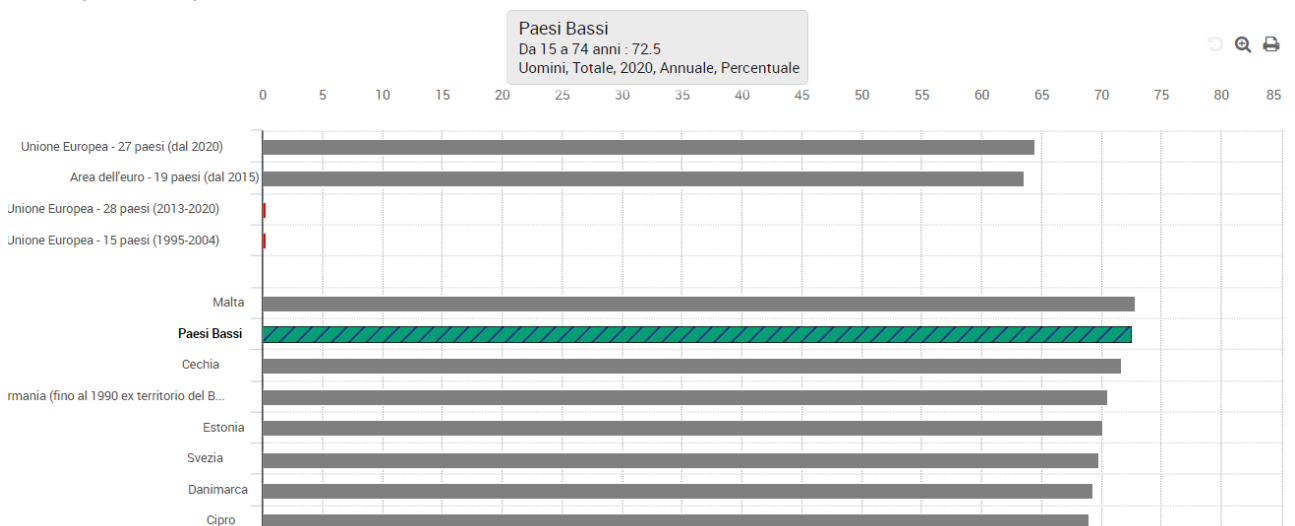 Paesi Bassi
Da 15 a 74 anni : 72.5
Uomini, Totale, 2020, Annuale, Percentuale
0 5 10 15 20 25 30 35 40 45 50 55 60 65 70 75 80 85
Unione Europea - 27 paesi (dal 2020)
Area dell'euro - 19 paesi (dal 2015)
Jnione Europea - 28 paesi (2013-2020)
Jnione Europea - 15 paesi (1995-2004)
Malta
Paesi Bassi
Cechia
rmania (fino al 1990 ex territorio del B...
Estonia
Svezia
Danimarca
Cipro